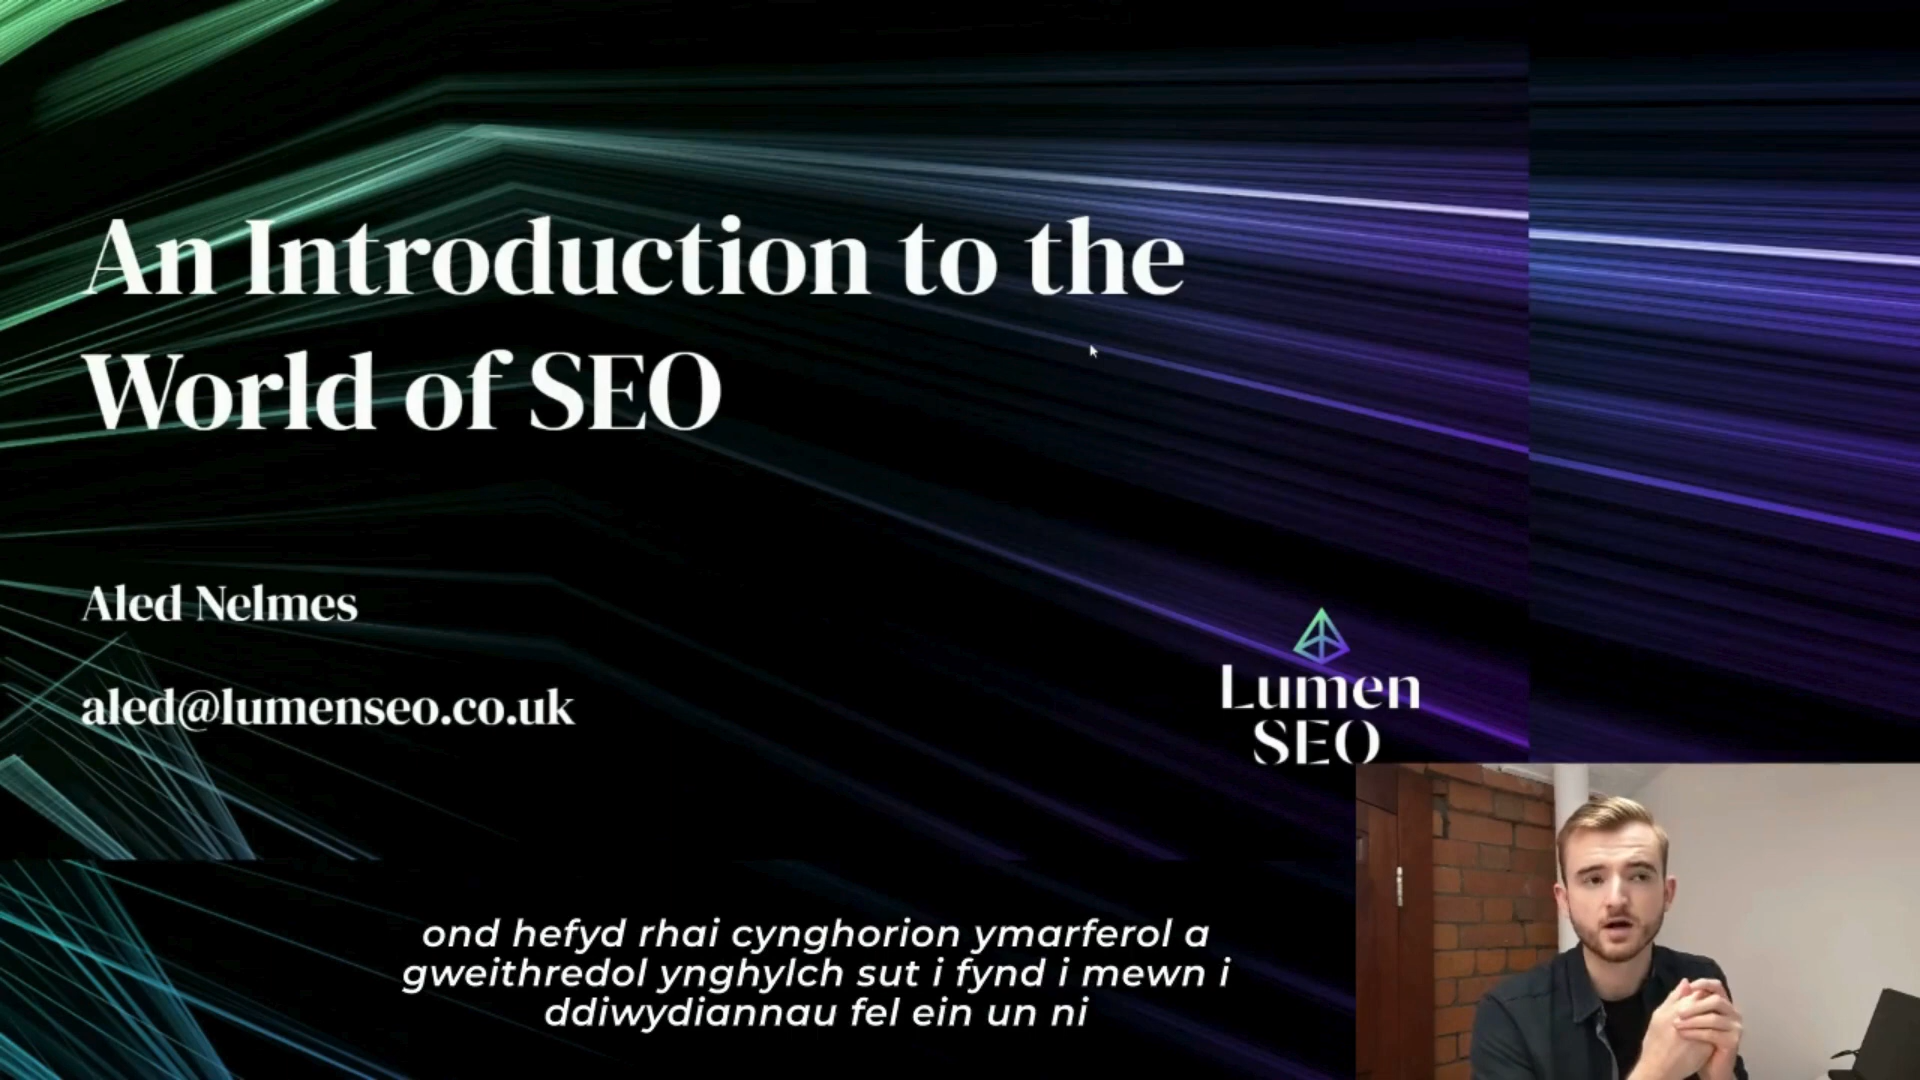 An Introduction to the
World of SEO
Aled Nelmes
aled@lumenseo.co.uk
Lumen
SEO
ond hefyd rhai cynghorion ymarferol a
gweithredol ynghylch sut i fynd i mewn i
ddiwydiannau fel ein un ni